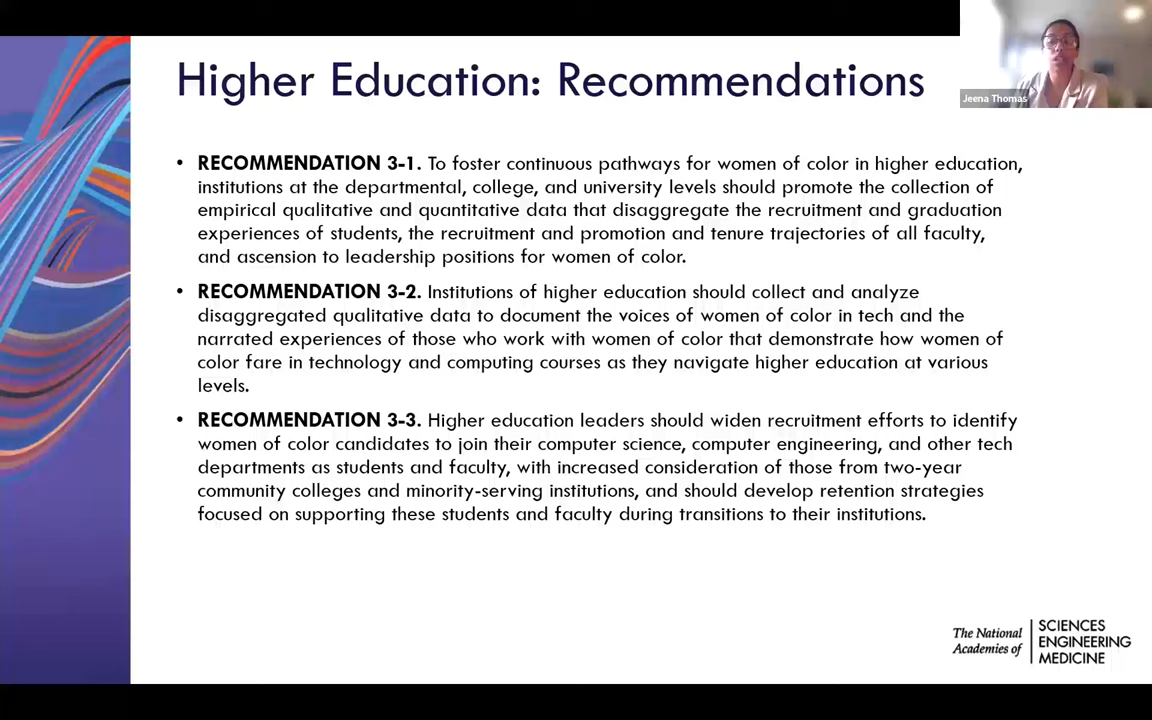 Higher Education: Recommendations
Jeena Thomas
• RECOMMENDATION 3-1. To foster continuous pathways for women of color in higher education,
institutions at the departmental, college, and university levels should promote the collection of
empirical qualitative and quantitative data that disaggregate the recruitment and graduation
experiences of students, the recruitment and promotion and tenure trajectories of all faculty,
and ascension to leadership positions for women of color.
• RECOMMENDATION 3-2. Institutions of higher education should collect and analyze
disaggregated qualitative data to document the voices of women of color in tech and the
narrated experiences of those who work with women of color that demonstrate how women of
color fare in technology and computing courses as they navigate higher education at various
levels.
• RECOMMENDATION 3-3. Higher education leaders should widen recruitment efforts to identify
women of color candidates to join their computer science, computer engineering, and other tech
departments as students and faculty, with increased consideration of those from two-year
community colleges and minority-serving institutions, and should develop retention strategies
focused on supporting these students and faculty during transitions to their institutions.
The National
Academies of
SCIENCES
ENGINEERING
MEDICINE